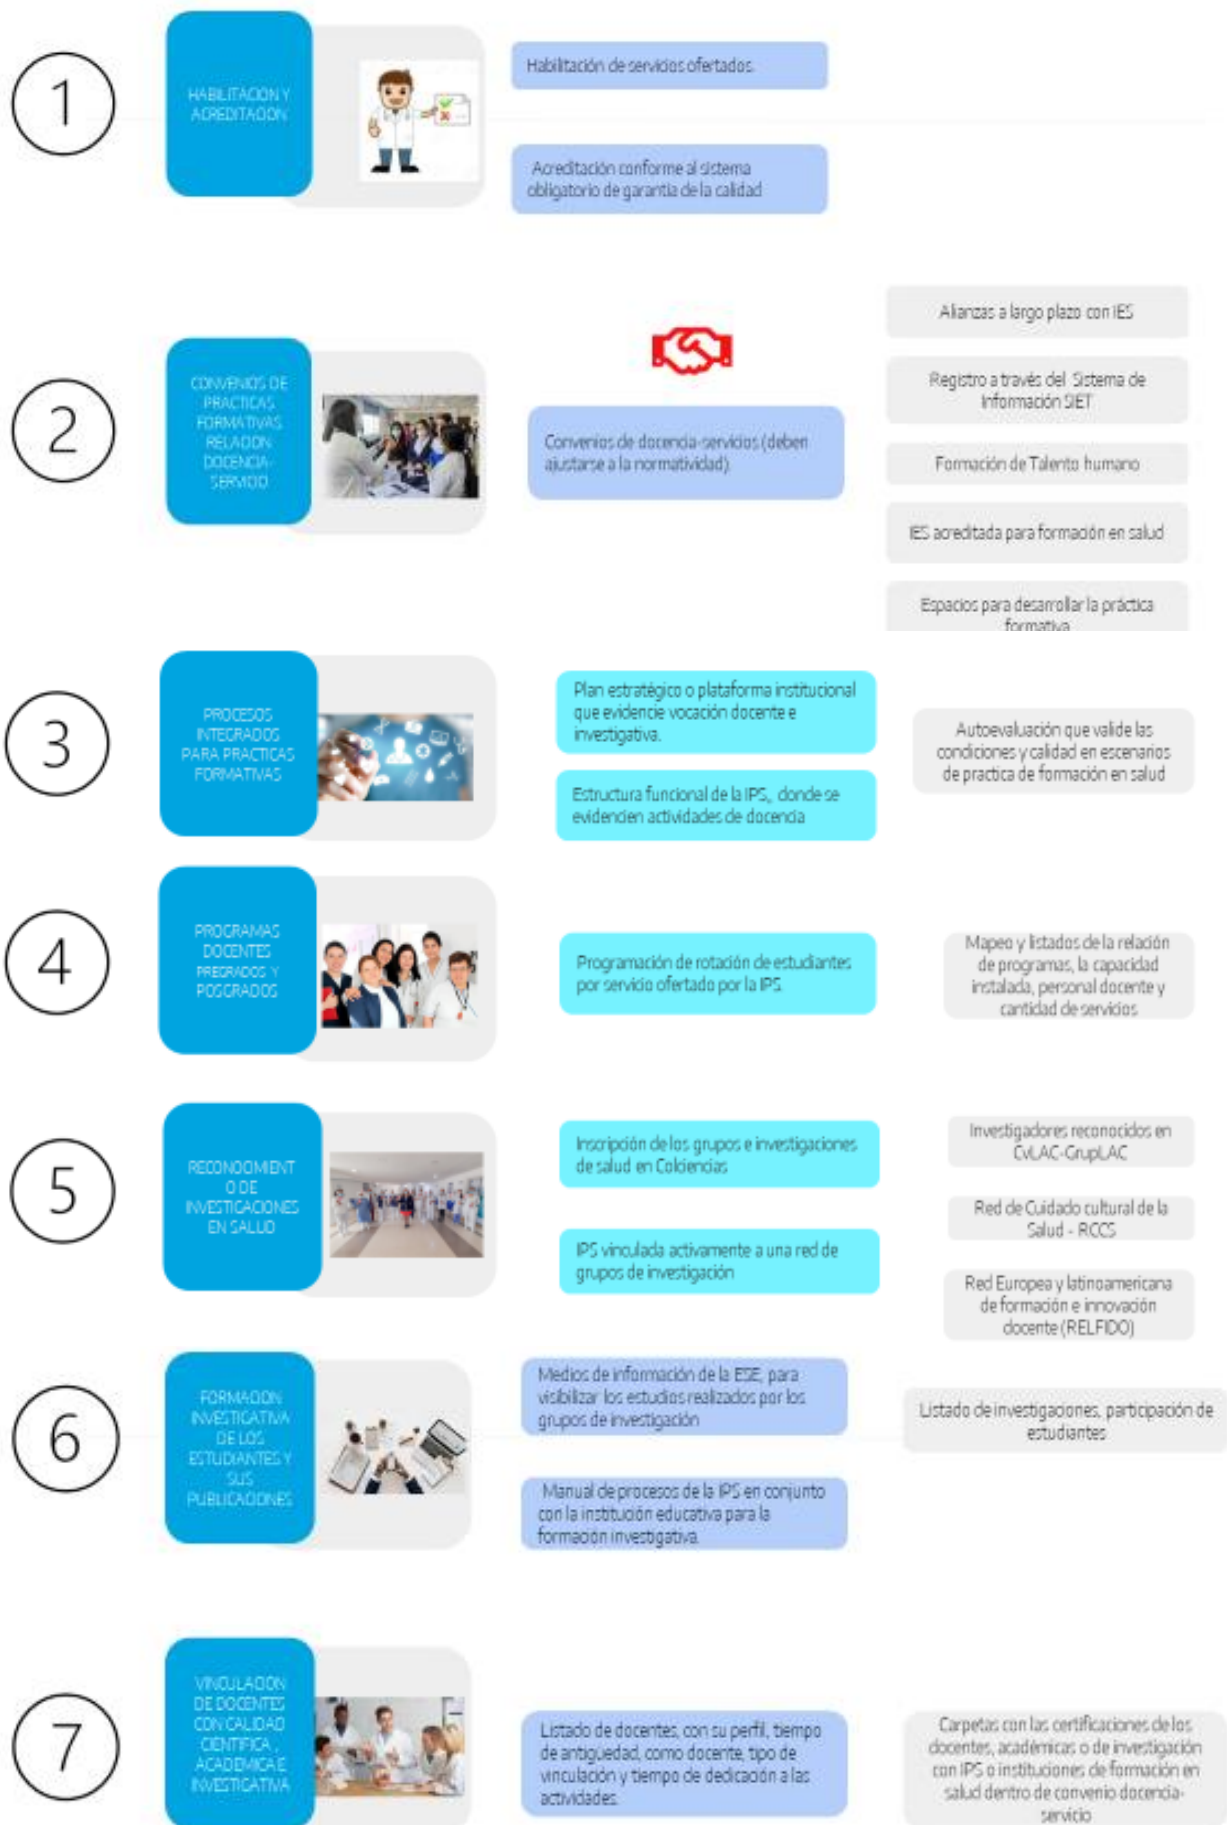 1
HABILITACION Y
ACREDITACION
Habilitación de servicios ofertados.
Acreditación conforme al sistema
obligatorio de garantía de la calidad
2
CONVENIOS DE
PRACTICAS
FORMATIVAS
RELACION
DOCENCIA-
SERVICIO
Convenios de docencia-servicios (deben
ajustarse a la normatividad).
Alianzas a largo plazo con IES
Registro a través del Sistema de
Información SIET
Formación de Talento humano
IES acreditada para formación en salud
Espacios para desarrollar la práctica
formativa
3
PROCESOS
INTEGRADOS
PARA PRACTICAS
FORMATIVAS
Plan estratégico o plataforma institucional
que evidencie vocación docente e
investigativa.
Estructura funcional de la IPS,, donde se
evidencien actividades de docencia
Autoevaluación que valide las
condiciones y calidad en escenarios
de practica de formación en salud
4
PROGRAMAS
DOCENTES
PREGRADOS Y
POSGRADOS
Programación de rotación de estudiantes
por servicio ofertado por la IPS.
Mapeo y listados de la relación
de programas, la capacidad
instalada, personal docente y
cantidad de servicios
5
RECONOCIMIENT
O DE
INVESTIGACIONES
EN SALUD
Inscripción de los grupos e investigaciones
de salud en Colciencias
IPS vinculada activamente a una red de
grupos de investigación
Investigadores reconocidos en
CvLAC-GrupLAC
Red de Cuidado cultural de la
Salud - RCCS
Red Europea y latinoamericana
de formación e innovación
docente (RELFIDO)
6
FORMACION
INVESTIGATIVA
DE LOS
ESTUDIANTES Y
SUS
PUBLICACIONES
Medios de información de la ESE, para
visibilizar los estudios realizados por los
grupos de investigación
Manual de procesos de la IPS en conjunto
con la institución educativa para la
formación investigativa.
Listado de investigaciones, participación de
estudiantes
7
VINCULACION
DE DOCENTES
CON CALIDAD
CIENTIFICA ,
ACADEMICA E
INVESTIGATIVA
Listado de docentes, con su perfil, tiempo
de antigüedad, como docente, tipo de
vinculación y tiempo de dedicación a las
actividades.
Carpetas con las certificaciones de los
docentes, académicas o de investigación
con IPS o instituciones de formación en
salud dentro de convenio docencia-
servicio